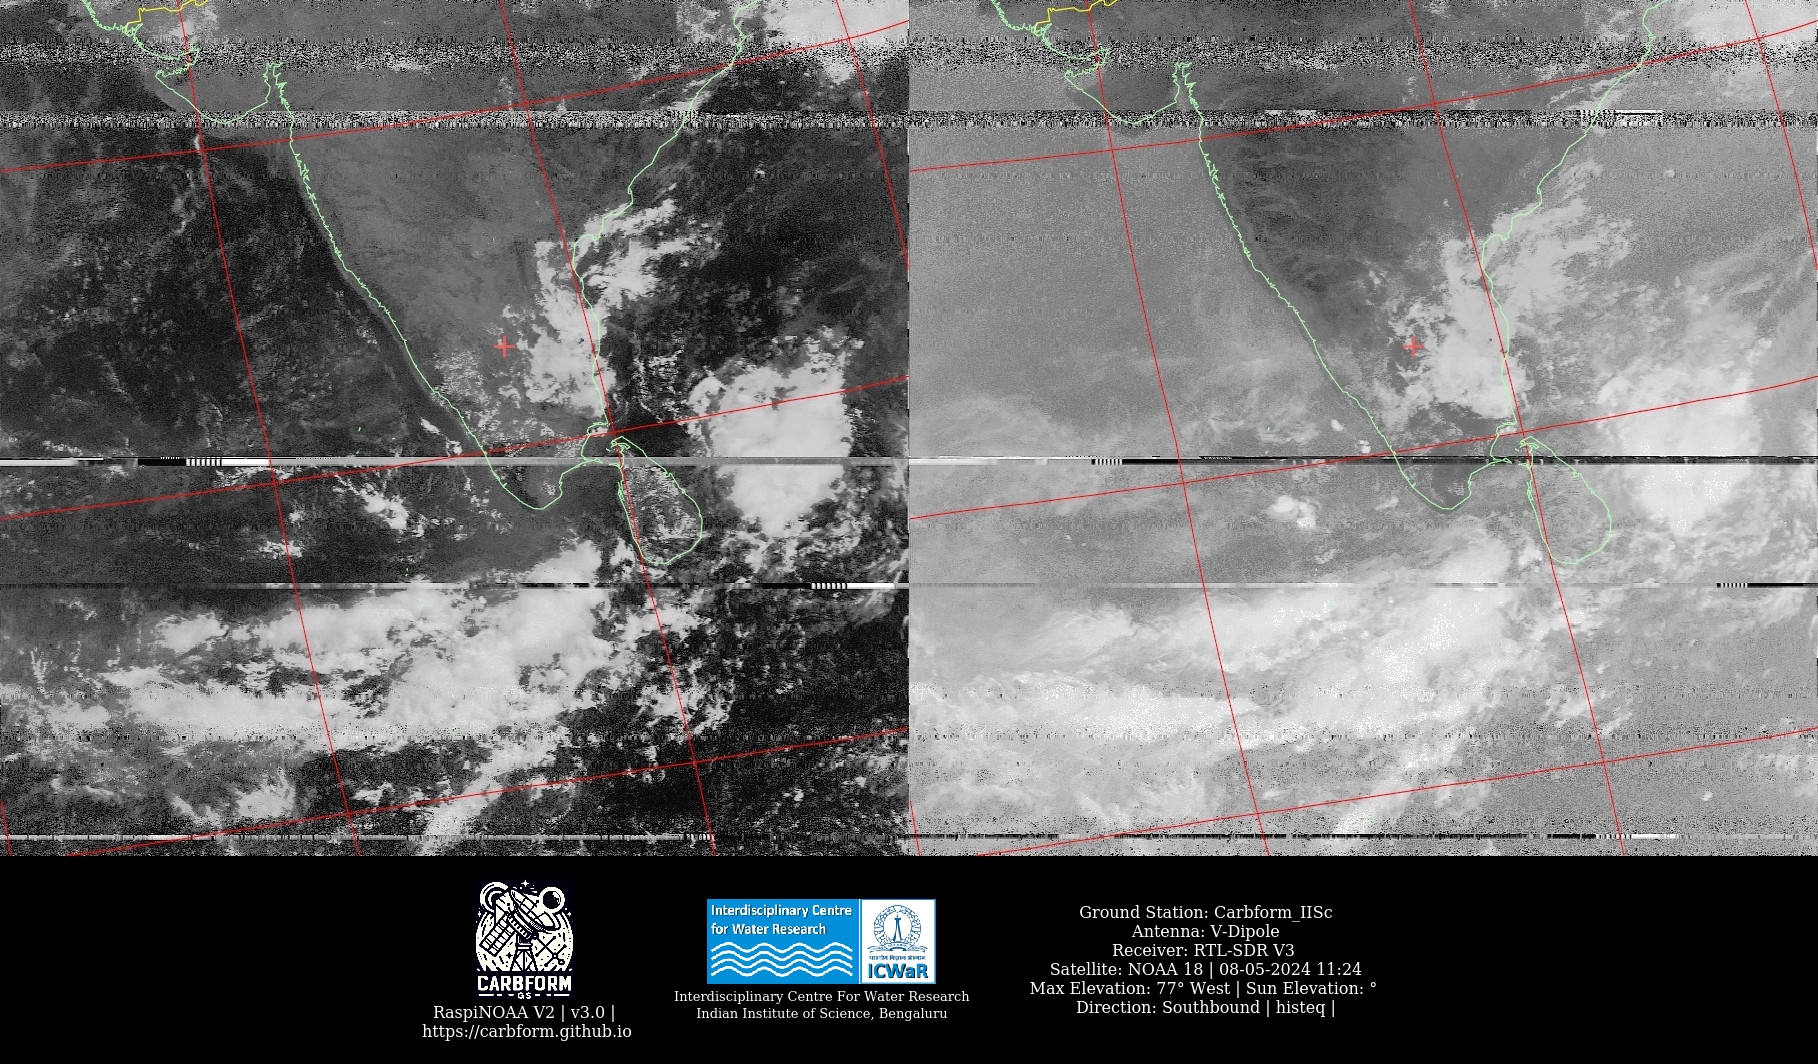 CARBFORM
GS
RaspiNOAA V2 | v3.0 |
https://carbform.github.io
Interdisciplinary Centre
for Water Research
भारतीय विज्ञान संस्थान
ICWaR
Interdisciplinary Centre For Water Research
Indian Institute of Science, Bengaluru
Ground Station: Carbform_IISc
Antenna: V-Dipole
Receiver: RTL-SDR V3
Satellite: NOAA 18 | 08-05-2024 11:24
Max Elevation: 77° West | Sun Elevation: °
Direction: Southbound | histeq |